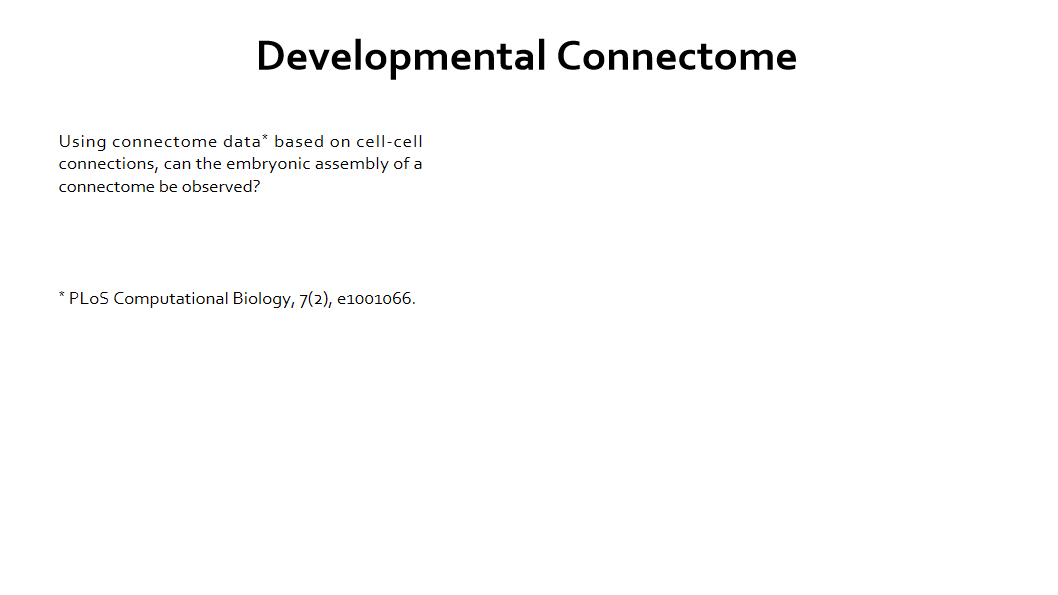 Developmental Connectome
Using connectome data* based on cell-cell
connections, can the embryonic assembly of a
connectome be observed?
* PLoS Computational Biology, 7(2), e1001066.